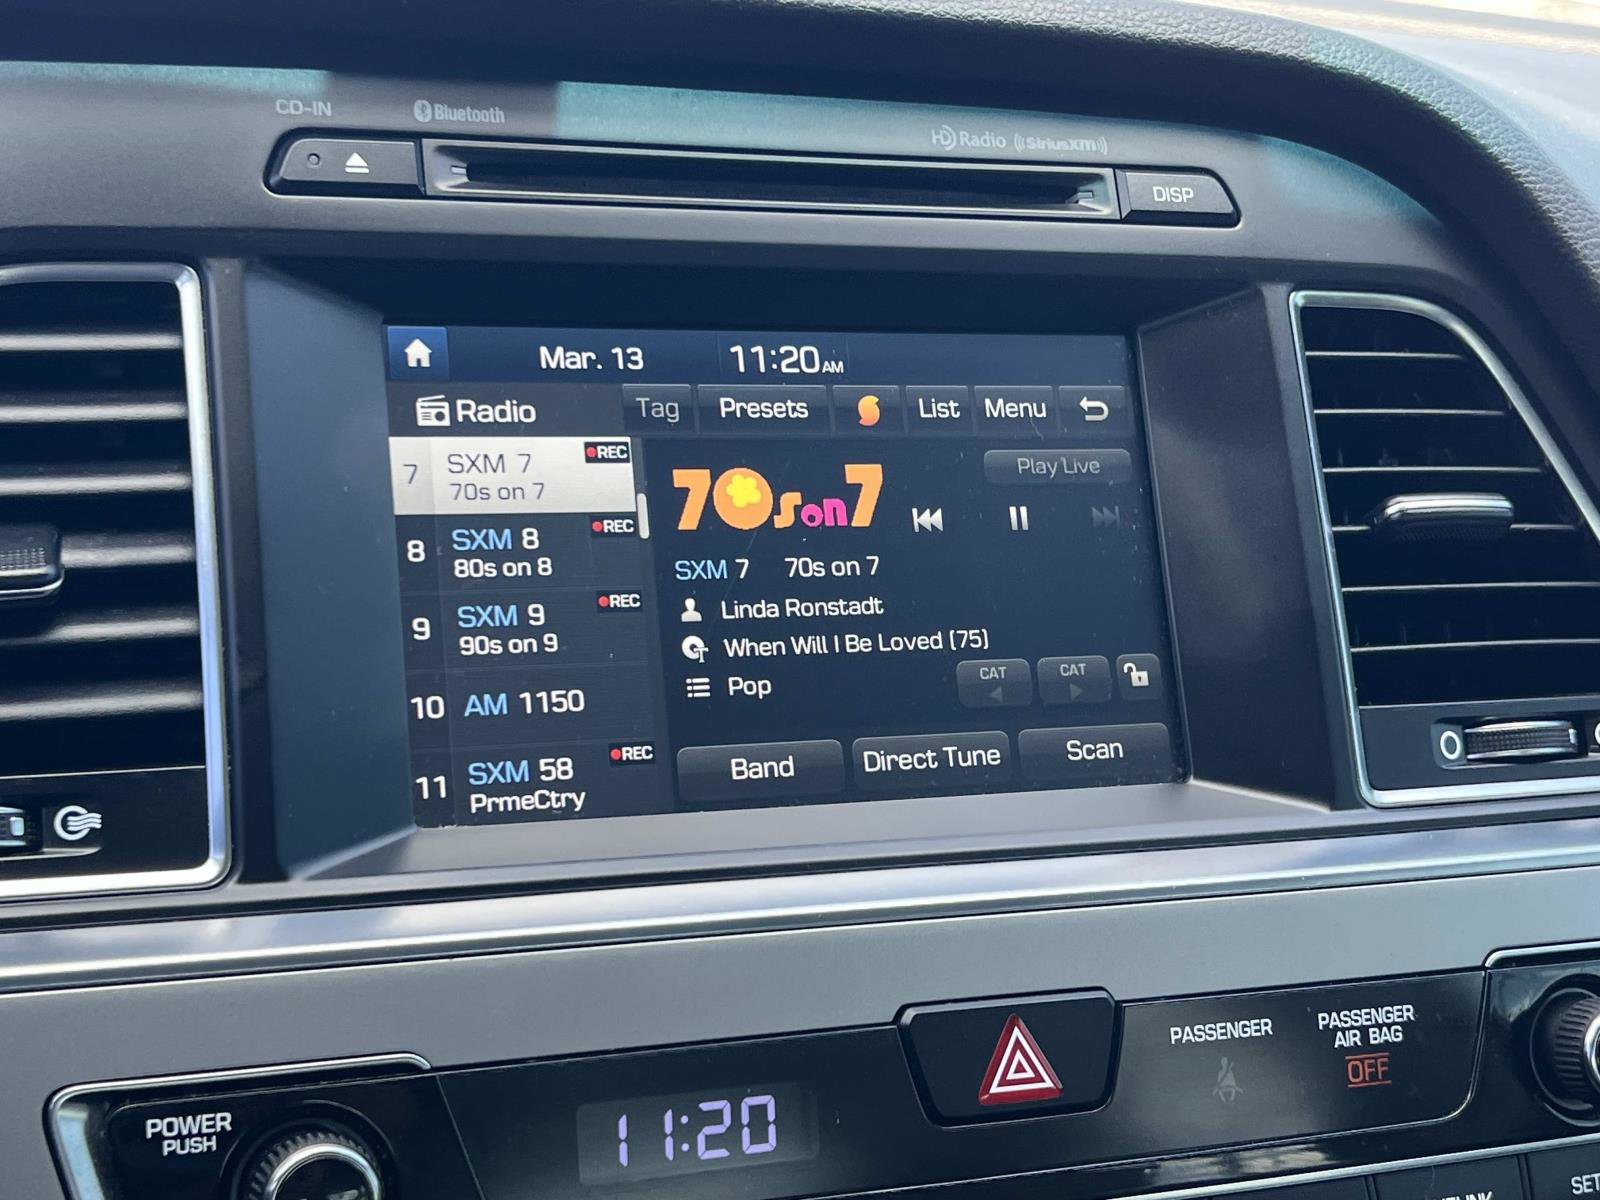 CD-IN
Bluetooth
HD Radio ((SiriusXM))
DISP
Mar. 13 11:20 AM
Radio Tag Presets List Menu
7 SXM 7 REC
70s on 7
8 SXM 8 REC
80s on 8
9 SXM 9 REC
90s on 9
10 AM 1150
11 SXM 58 REC
PrmeCtry
70s on 7
Play Live
SXM 7 70s on 7
Linda Ronstadt
When Will I Be Loved (75)
Pop
CAT CAT
Band Direct Tune Scan
POWER
PUSH
11:20
PASSENGER
PASSENGER
AIR BAG
OFF